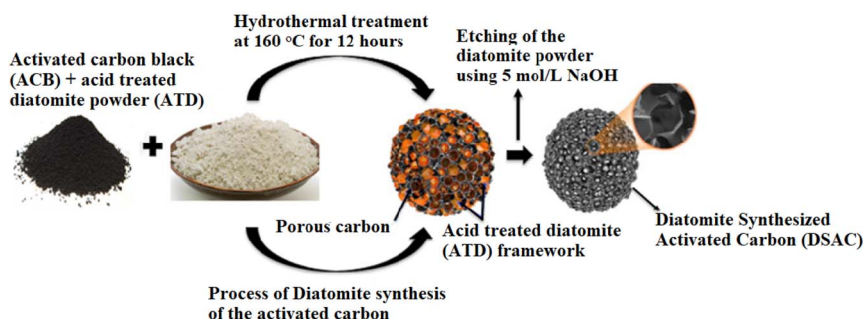 Hydrothermal treatment
at 160 °C for 12 hours
Etching of the
diatomite powder
using 5 mol/L NaOH
Activated carbon black
(ACB) + acid treated
diatomite powder (ATD)
Porous carbon
Acid treated diatomite
(ATD) framework
Diatomite Synthesized
Activated Carbon (DSAC)
Process of Diatomite synthesis
of the activated carbon